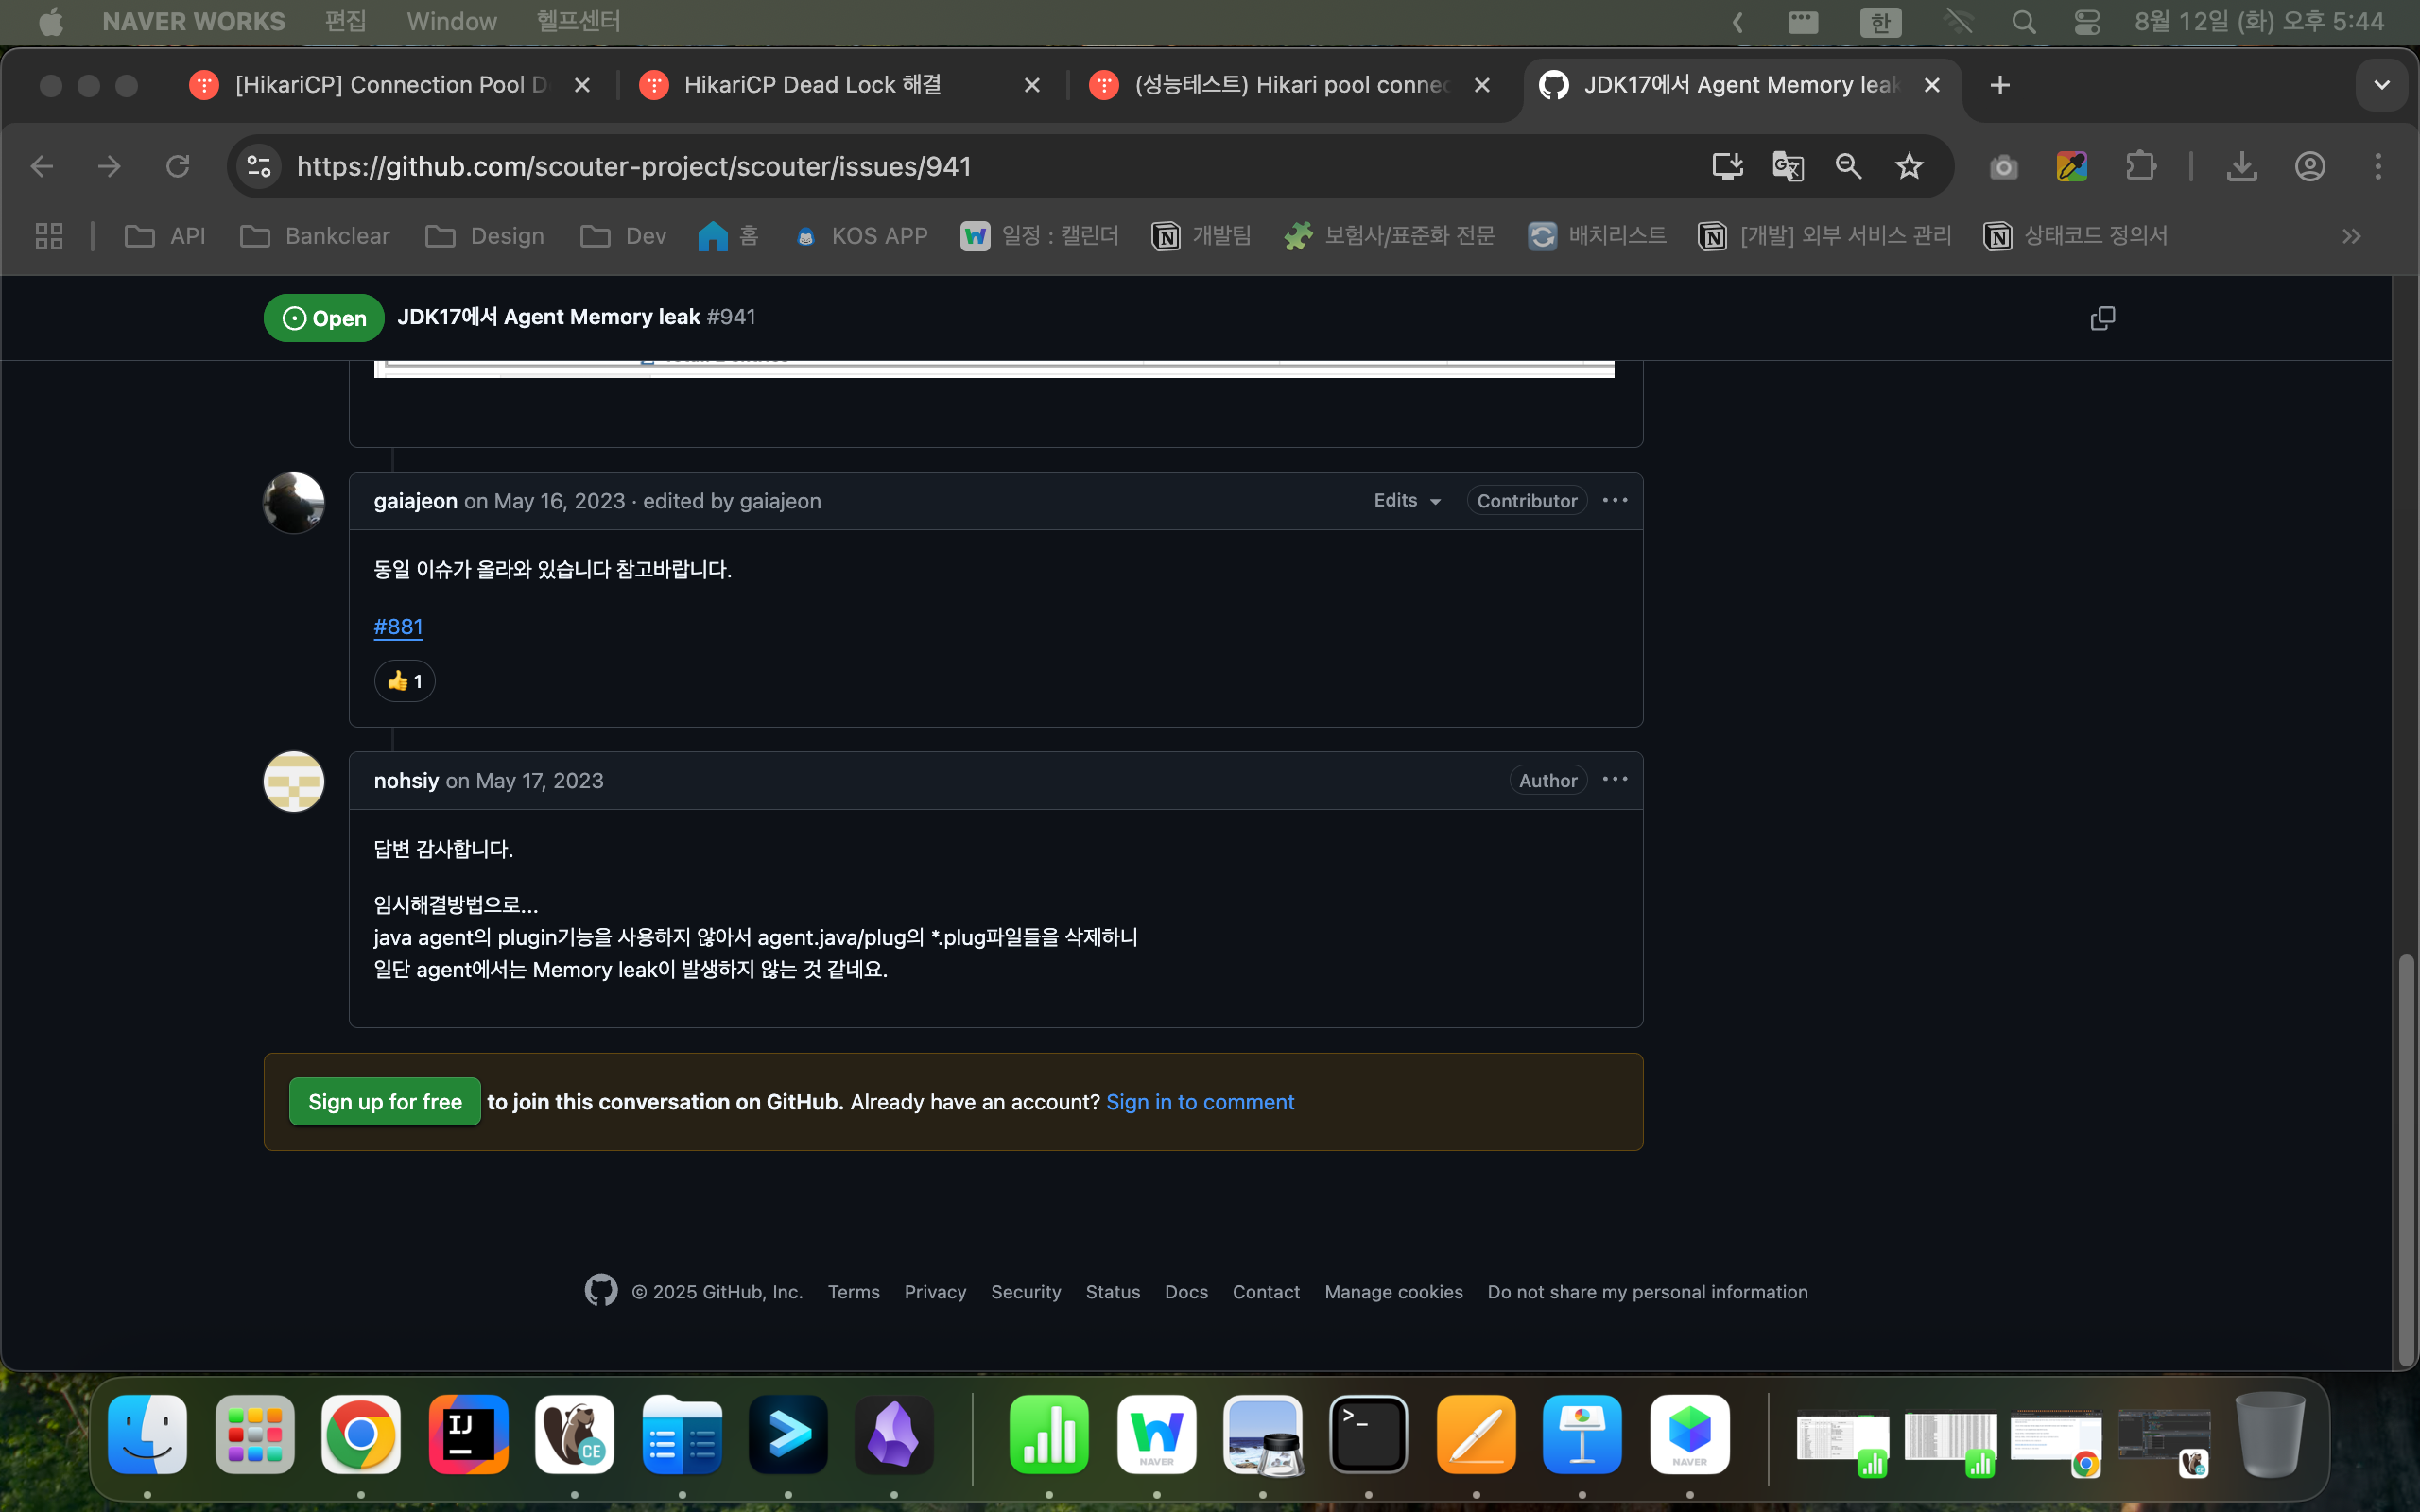 NAVER WORKS 편집 Window 헬프센터 한 8월 12일 (화) 오후 5:44
[HikariCP] Connection Pool D HikariCP Dead Lock 해결 (성능테스트) Hikari pool connec JDK17에서 Agent Memory leak
https://github.com/scouter-project/scouter/issues/941
API Bankclear Design Dev 홈 KOS APP 일정 : 캘린더 개발팀 보험사/표준화 전문 배치리스트 [개발] 외부 서비스 관리 상태코드 정의서
Open JDK17에서 Agent Memory leak #941
gaiajeon on May 16, 2023 · edited by gaiajeon Edits Contributor
동일 이슈가 올라와 있습니다 참고바랍니다.
#881
👍 1
nohsiy on May 17, 2023 Author
답변 감사합니다.
임시해결방법으로...
java agent의 plugin기능을 사용하지 않아서 agent.java/plug의 *.plug파일들을 삭제하니
일단 agent에서는 Memory leak이 발생하지 않는 것 같네요.
Sign up for free to join this conversation on GitHub. Already have an account? Sign in to comment
© 2025 GitHub, Inc. Terms Privacy Security Status Docs Contact Manage cookies Do not share my personal information
IJ CE NAVER >_ NAVER